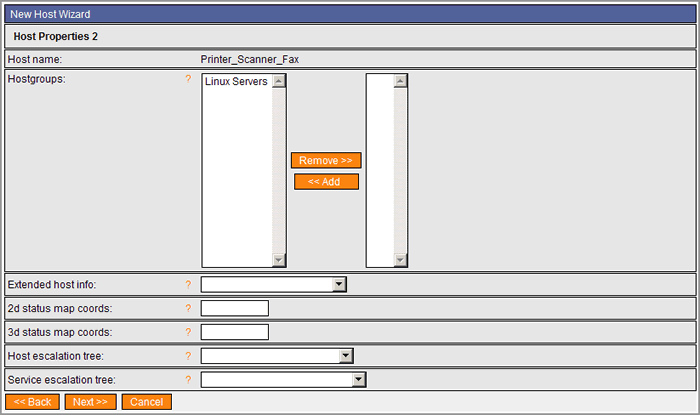 New Host Wizard
Host Properties 2
Host name: Printer_Scanner_Fax
Hostgroups: ? Linux Servers
Remove >>
<< Add
Extended host info: ?
2d status map coords: ?
3d status map coords: ?
Host escalation tree: ?
Service escalation tree: ?
<< Back Next >> Cancel